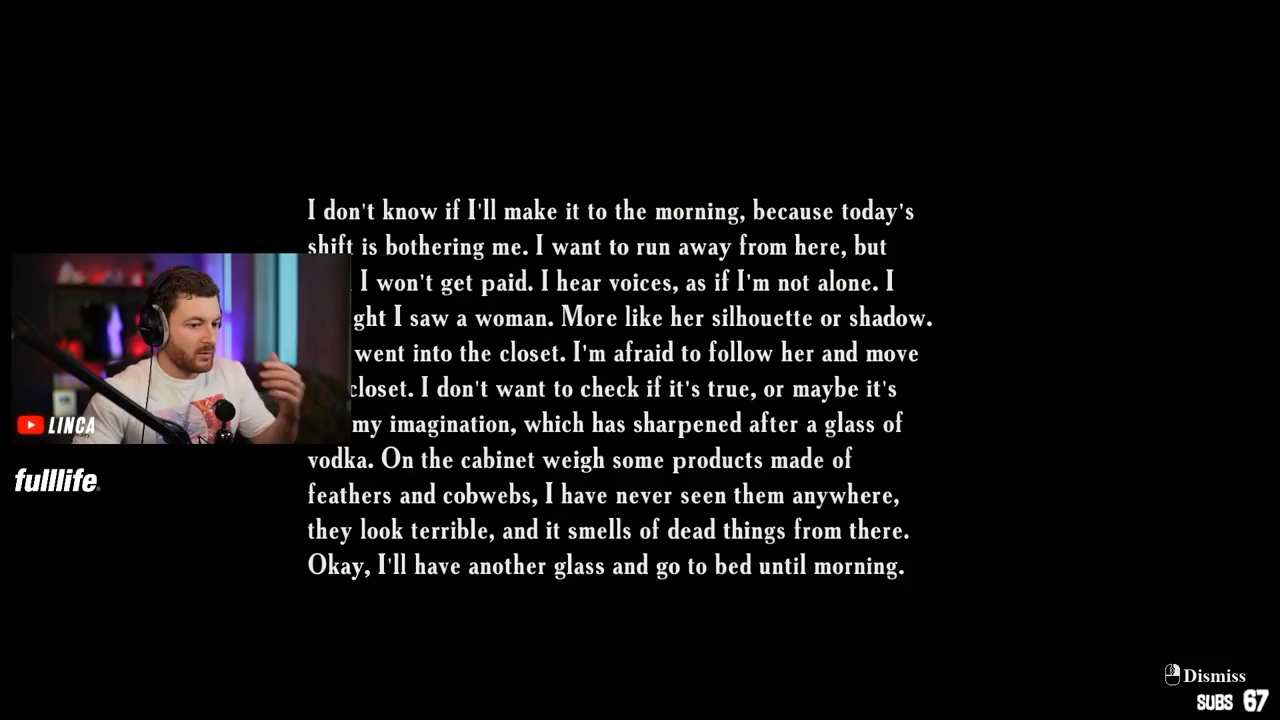 I don't know if I'll make it to the morning, because today's
shift is bothering me. I want to run away from here, but
I won't get paid. I hear voices, as if I'm not alone. I
ght I saw a woman. More like her silhouette or shadow.
went into the closet. I'm afraid to follow her and move
closet. I don't want to check if it's true, or maybe it's
my imagination, which has sharpened after a glass of
vodka. On the cabinet weigh some products made of
feathers and cobwebs, I have never seen them anywhere,
they look terrible, and it smells of dead things from there.
Okay, I'll have another glass and go to bed until morning.
LINCA
fulllife
Dismiss
SUBS 67